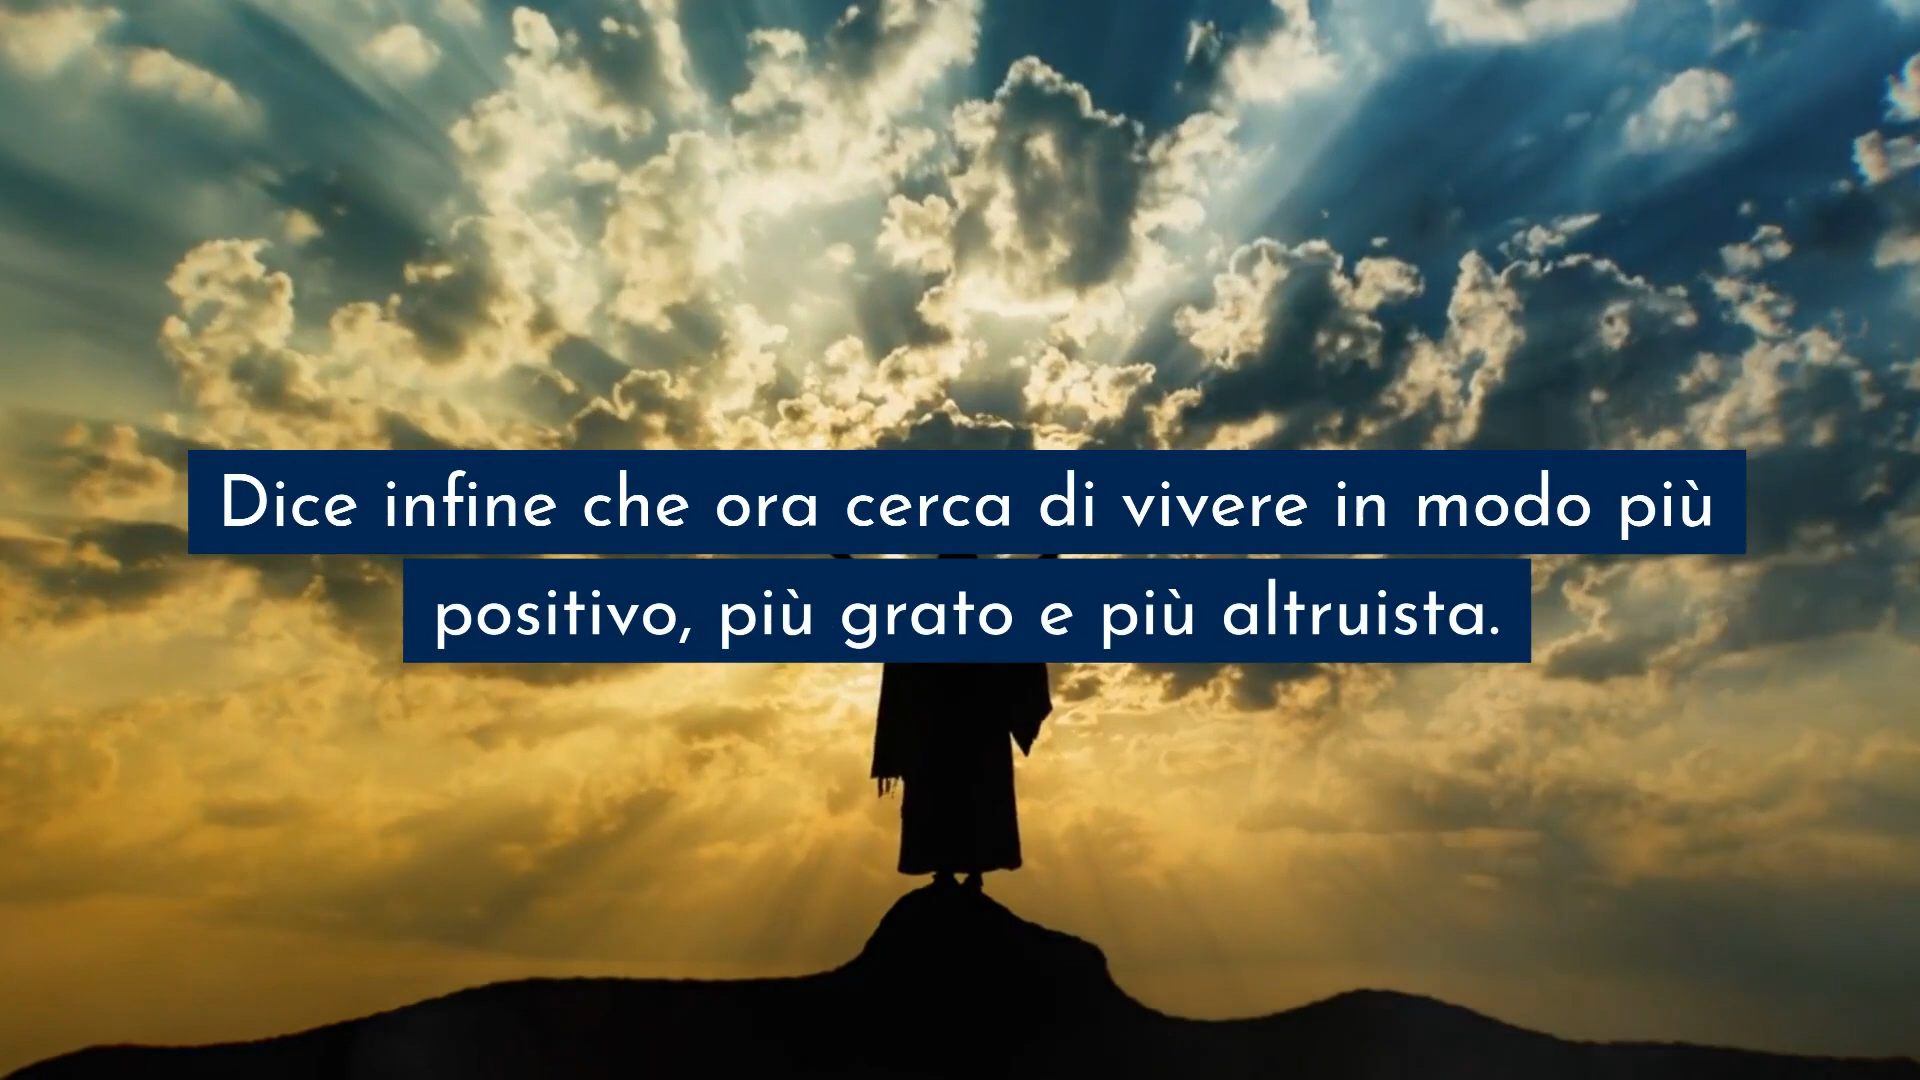 Dice infine che ora cerca di vivere in modo più
positivo, più grato e più altruista.